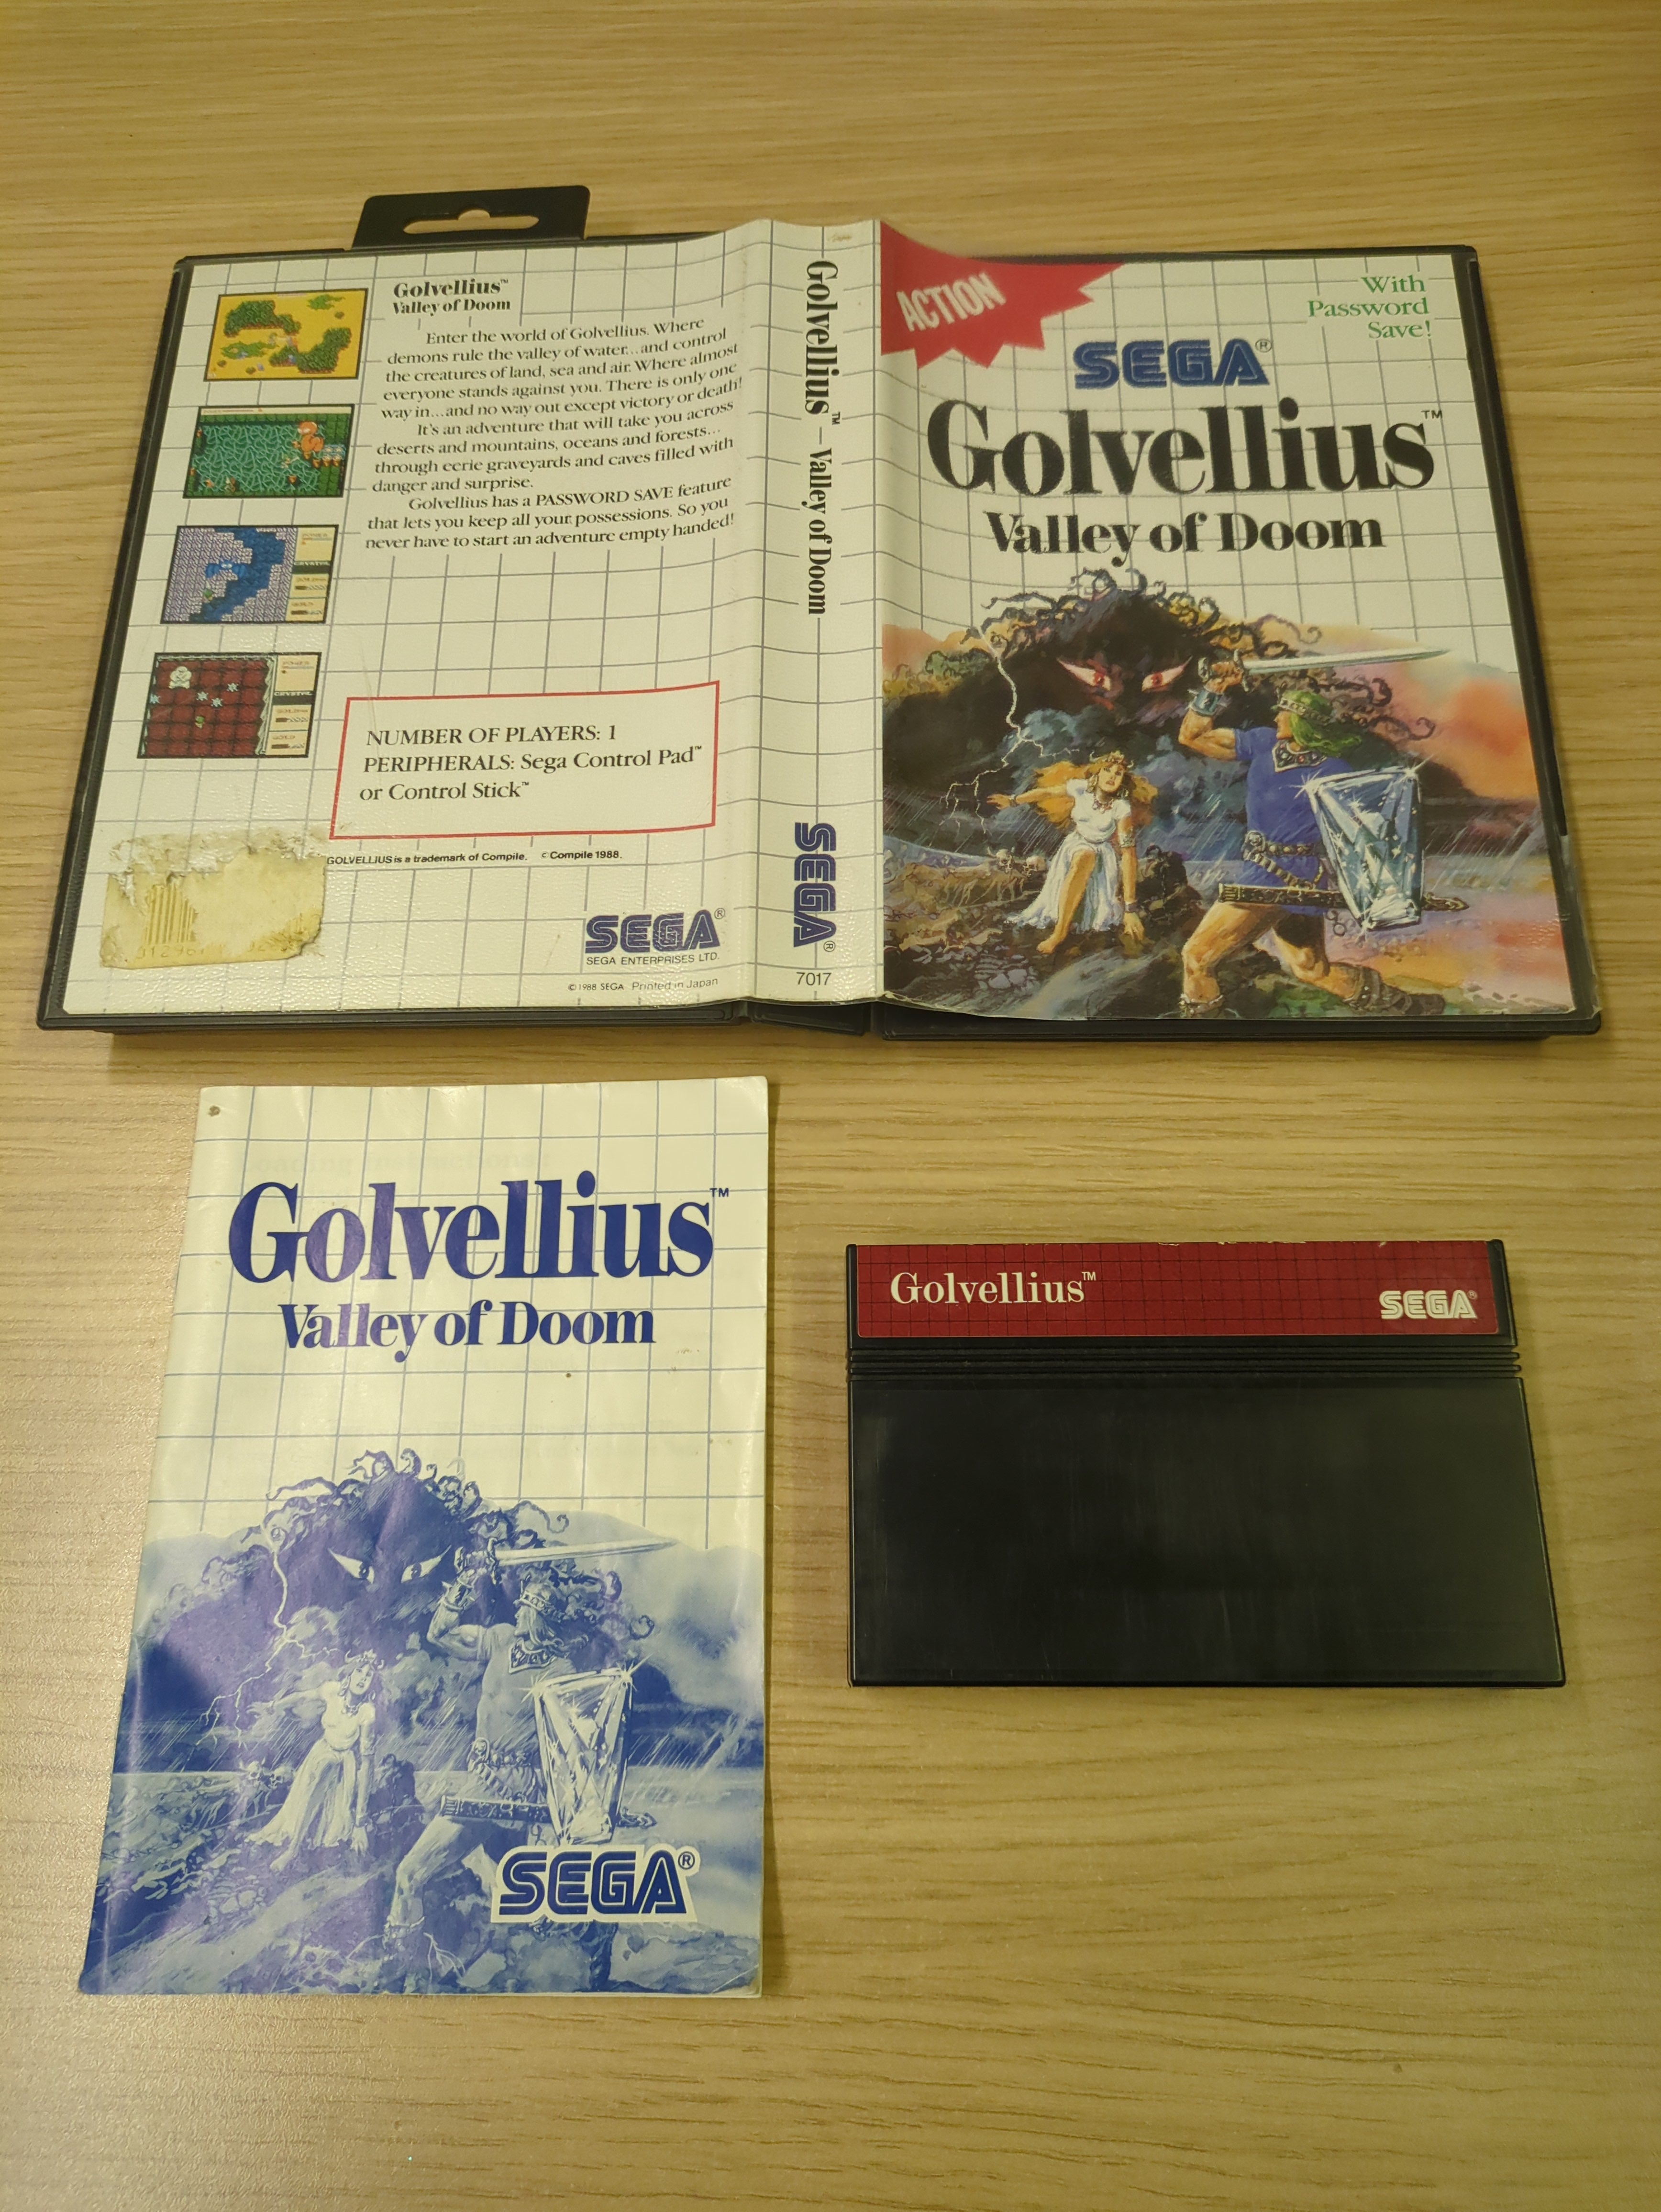 Golvellius™
Valley of Doom
Enter the world of Golvellius. Where
demons rule the valley of water...and control
the creatures of land, sea and air. Where almost
everyone stands against you. There is only one
way in...and no way out except victory or death!
It's an adventure that will take you across
deserts and mountains, oceans and forests...
through eerie graveyards and caves filled with
danger and surprise.
Golvellius has a PASSWORD SAVE feature
that lets you keep all your possessions. So you
never have to start an adventure empty handed!
NUMBER OF PLAYERS: 1
PERIPHERALS: Sega Control Pad™
or Control Stick™
GOLVELLIUS is a trademark of Compile. © Compile 1988.
SEGA®
SEGA ENTERPRISES LTD.
©1988 SEGA Printed in Japan
Golvellius™ – Valley of Doom
SEGA®
7017
ACTION
With
Password
Save!
SEGA®
Golvellius™
Valley of Doom
Golvellius™
Valley of Doom
SEGA®
Golvellius™
SEGA®